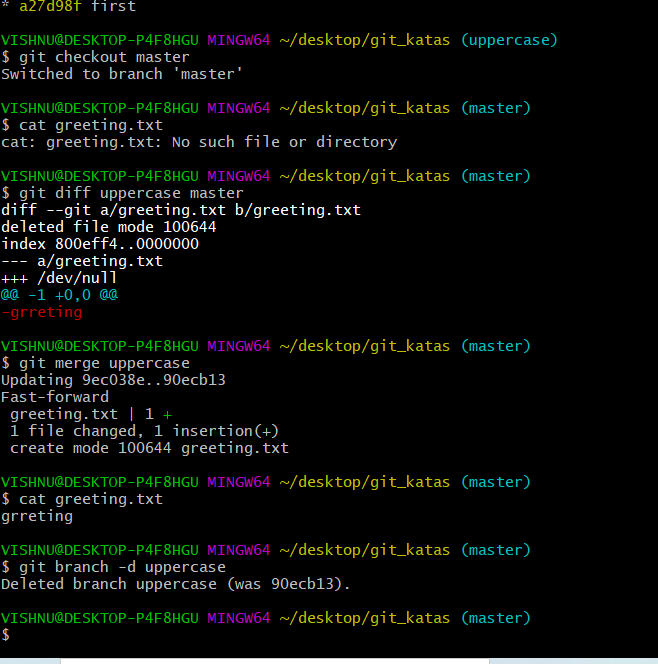 * a27d98f first
VISHNU@DESKTOP-P4F8HGU MINGW64 ~/desktop/git_katas (uppercase)
$ git checkout master
Switched to branch 'master'
VISHNU@DESKTOP-P4F8HGU MINGW64 ~/desktop/git_katas (master)
$ cat greeting.txt
cat: greeting.txt: No such file or directory
VISHNU@DESKTOP-P4F8HGU MINGW64 ~/desktop/git_katas (master)
$ git diff uppercase master
diff --git a/greeting.txt b/greeting.txt
deleted file mode 100644
index 800eff4..0000000
--- a/greeting.txt
+++ /dev/null
@@ -1 +0,0 @@
-grreting
VISHNU@DESKTOP-P4F8HGU MINGW64 ~/desktop/git_katas (master)
$ git merge uppercase
Updating 9ec038e..90ecb13
Fast-forward
 greeting.txt | 1 +
 1 file changed, 1 insertion(+)
 create mode 100644 greeting.txt
VISHNU@DESKTOP-P4F8HGU MINGW64 ~/desktop/git_katas (master)
$ cat greeting.txt
grreting
VISHNU@DESKTOP-P4F8HGU MINGW64 ~/desktop/git_katas (master)
$ git branch -d uppercase
Deleted branch uppercase (was 90ecb13).
VISHNU@DESKTOP-P4F8HGU MINGW64 ~/desktop/git_katas (master)
$